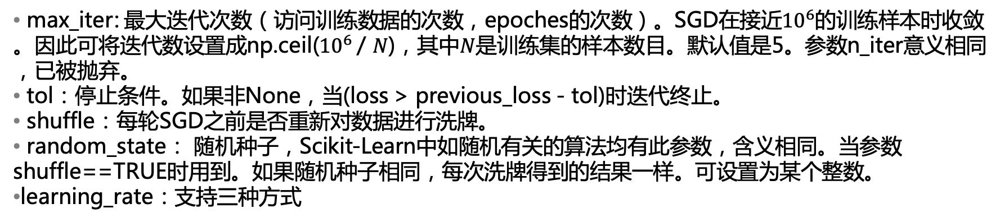 • max_iter: 最大迭代次数（访问训练数据的次数，epoches的次数）。SGD在接近10⁶的训练样本时收敛
。因此可将迭代数设置成np.ceil(10⁶ / N)，其中N是训练集的样本数目。默认值是5。参数n_iter意义相同
，已被抛弃。
• tol：停止条件。如果非None，当(loss > previous_loss - tol)时迭代终止。
• shuffle：每轮SGD之前是否重新对数据进行洗牌。
• random_state： 随机种子，Scikit-Learn中如随机有关的算法均有此参数，含义相同。当参数
shuffle==TRUE时用到。如果随机种子相同，每次洗牌得到的结果一样。可设置为某个整数。
•learning_rate：支持三种方式